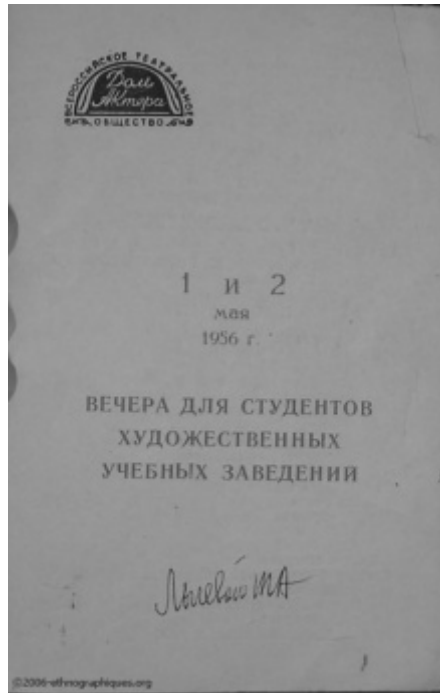 ВСЕРОССИЙСКОЕ ТЕАТРАЛЬНОЕ
Дом
Актера
ОБЩЕСТВО
1 и 2
мая
1956 г.
ВЕЧЕРА ДЛЯ СТУДЕНТОВ
ХУДОЖЕСТВЕННЫХ
УЧЕБНЫХ ЗАВЕДЕНИЙ
©2006-ethnographiques.org